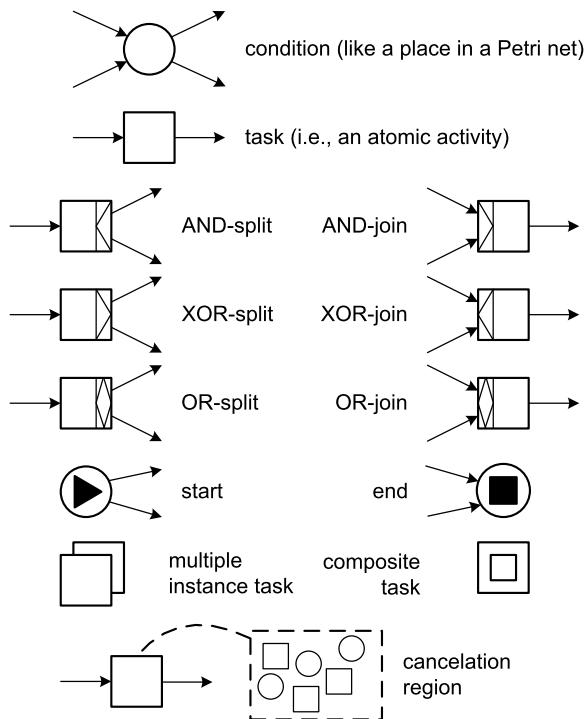 condition (like a place in a Petri net)
task (i.e., an atomic activity)
AND-split
AND-join
XOR-split
XOR-join
OR-split
OR-join
start
end
multiple
instance task
composite
task
cancelation
region